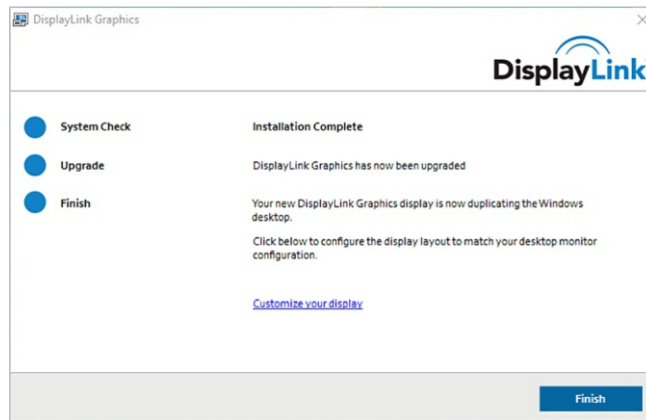 DisplayLink Graphics
DisplayLink
System Check
Installation Complete
Upgrade
DisplayLink Graphics has now been upgraded
Finish
Your new DisplayLink Graphics display is now duplicating the Windows
desktop.
Click below to configure the display layout to match your desktop monitor
configuration.
Customize your display
Finish